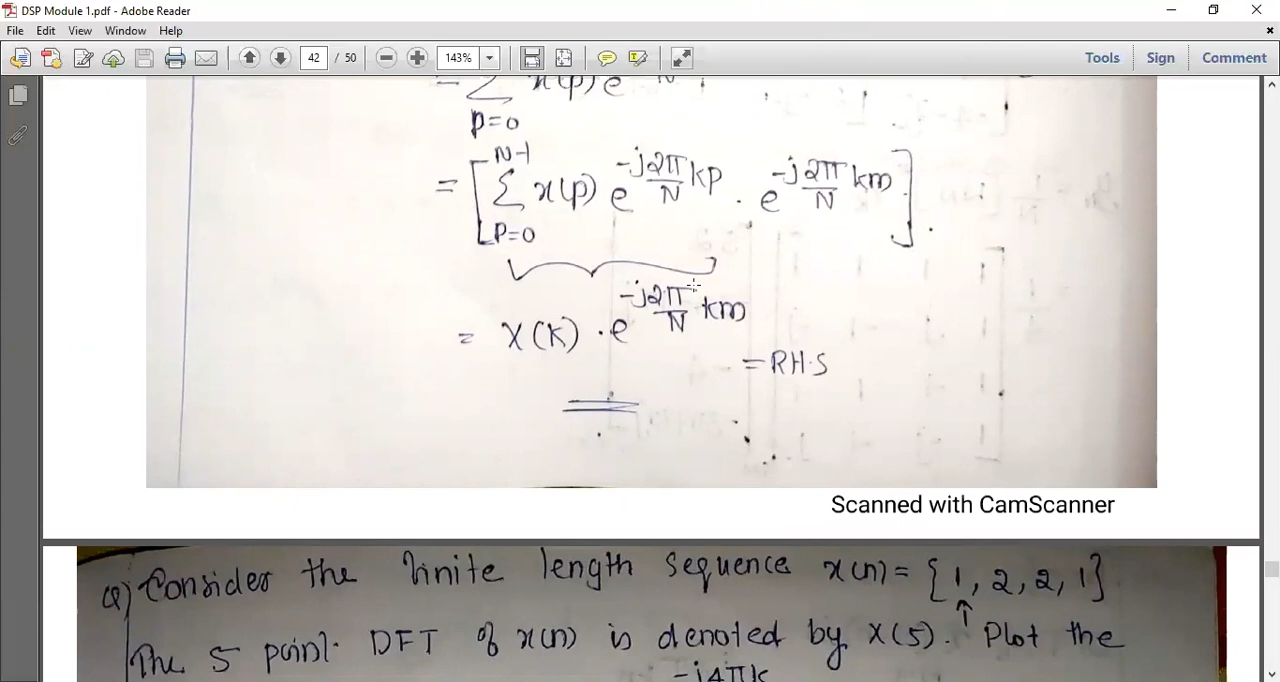 DSP Module 1.pdf - Adobe Reader
File Edit View Window Help
42 / 50 143% Tools Sign Comment
= ∑ x(p) e
p=0
= [ N-1 ∑ P=0 x(p) e^{-j2π/N kp} . e^{-j2π/N km} ] .
= X(K) . e^{-j2π/N km}
= RH.S
Scanned with CamScanner
Q) Consider the finite length sequence x(n) = {1, 2, 2, 1}
↑
The 5 point DFT of x(n) is denoted by X(5). Plot the
-j4πk